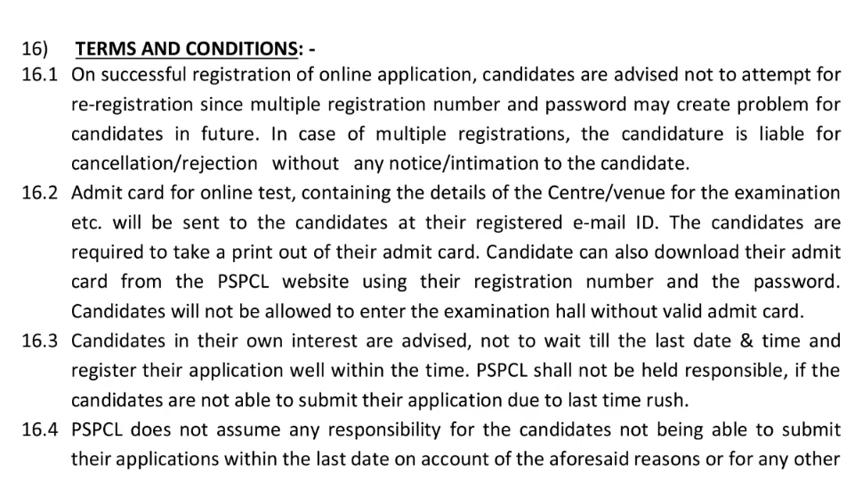 16) TERMS AND CONDITIONS: -
16.1 On successful registration of online application, candidates are advised not to attempt for
re-registration since multiple registration number and password may create problem for
candidates in future. In case of multiple registrations, the candidature is liable for
cancellation/rejection without any notice/intimation to the candidate.
16.2 Admit card for online test, containing the details of the Centre/venue for the examination
etc. will be sent to the candidates at their registered e-mail ID. The candidates are
required to take a print out of their admit card. Candidate can also download their admit
card from the PSPCL website using their registration number and the password.
Candidates will not be allowed to enter the examination hall without valid admit card.
16.3 Candidates in their own interest are advised, not to wait till the last date & time and
register their application well within the time. PSPCL shall not be held responsible, if the
candidates are not able to submit their application due to last time rush.
16.4 PSPCL does not assume any responsibility for the candidates not being able to submit
their applications within the last date on account of the aforesaid reasons or for any other